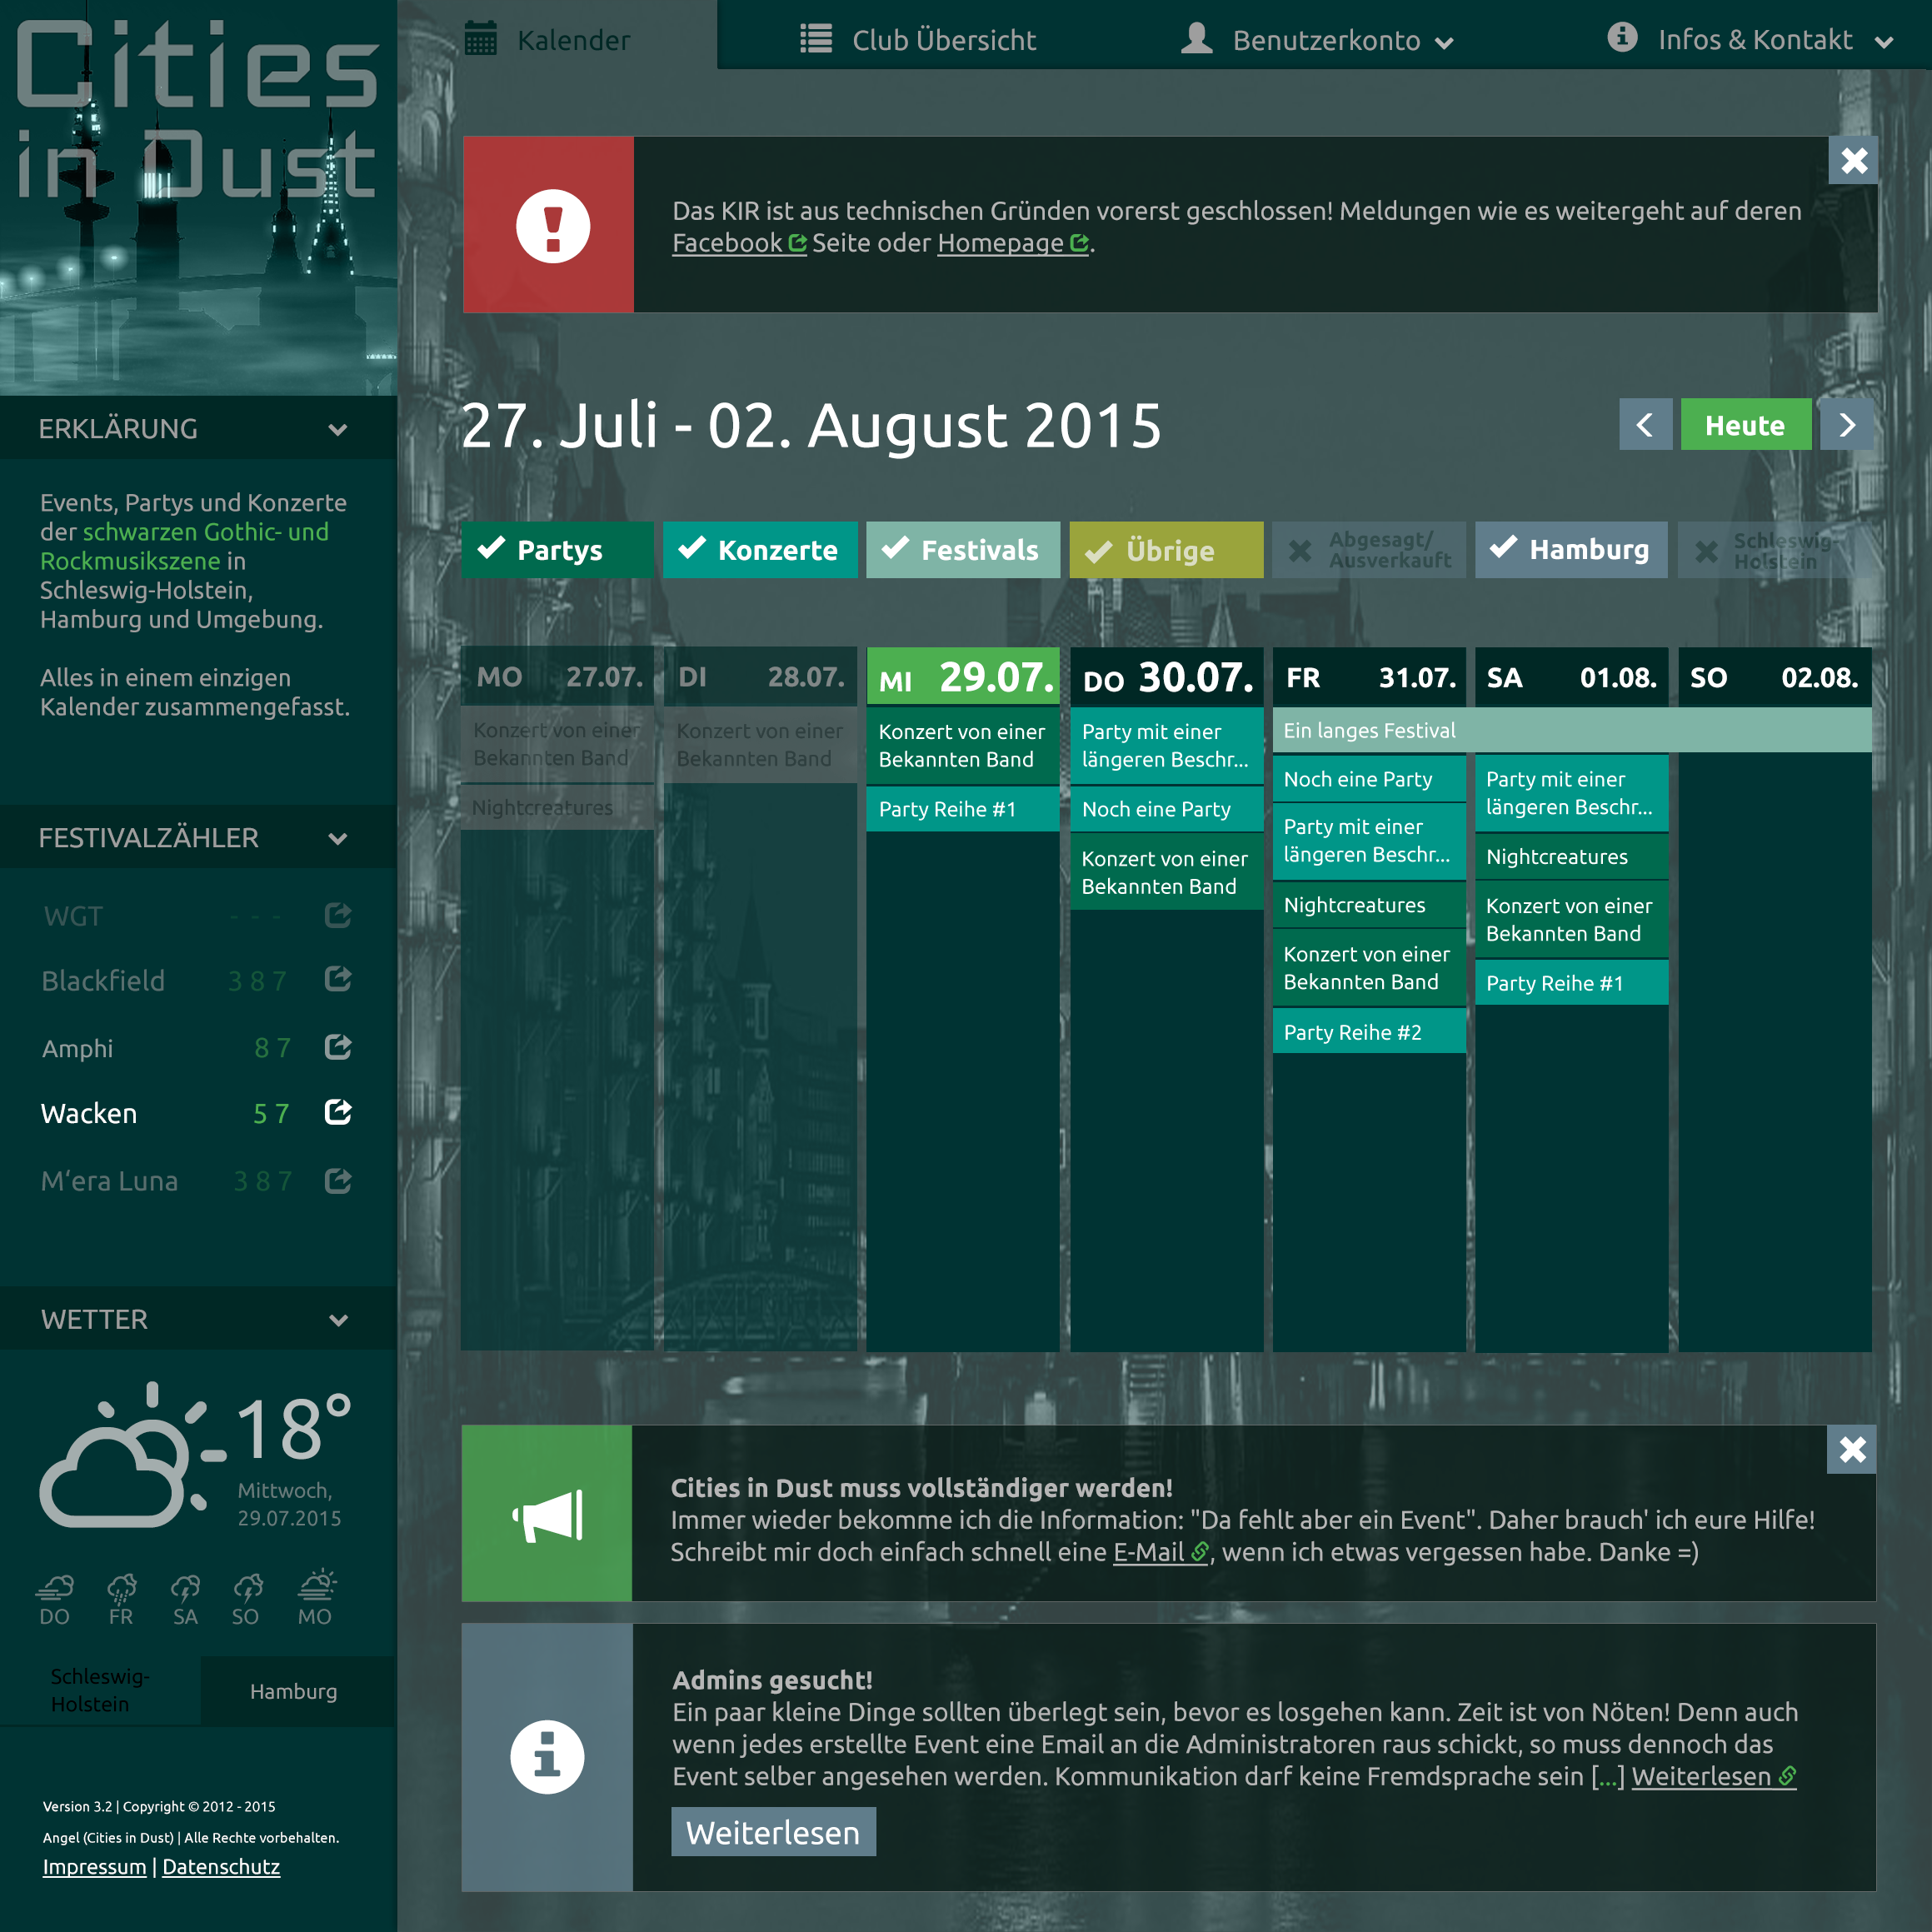 Cities
in Dust
Kalender
Club Übersicht
Benutzerkonto
Infos & Kontakt
Das KIR ist aus technischen Gründen vorerst geschlossen! Meldungen wie es weitergeht auf deren
Facebook Seite oder Homepage .
ERKLÄRUNG
Events, Partys und Konzerte
der schwarzen Gothic- und
Rockmusikszene in
Schleswig-Holstein,
Hamburg und Umgebung.
Alles in einem einzigen
Kalender zusammengefasst.
FESTIVALZÄHLER
WGT - - -
Blackfield 387
Amphi 87
Wacken 57
M‘era Luna 387
WETTER
18°
Mittwoch,
29.07.2015
DO FR SA SO MO
Schleswig-
Holstein
Hamburg
Version 3.2 | Copyright © 2012 - 2015
Angel (Cities in Dust) | Alle Rechte vorbehalten.
Impressum | Datenschutz
27. Juli - 02. August 2015
Heute
Partys
Konzerte
Festivals
Übrige
Abgesagt/
Ausverkauft
Hamburg
Schleswig-
Holstein
MO 27.07.
Konzert von einer
Bekannten Band
Nightcreatures
DI 28.07.
Konzert von einer
Bekannten Band
MI 29.07.
Konzert von einer
Bekannten Band
Party Reihe #1
DO 30.07.
Party mit einer
längeren Beschr...
Noch eine Party
Konzert von einer
Bekannten Band
FR 31.07.
SA 01.08.
SO 02.08.
Ein langes Festival
Noch eine Party
Party mit einer
längeren Beschr...
Nightcreatures
Konzert von einer
Bekannten Band
Party Reihe #2
Party mit einer
längeren Beschr...
Nightcreatures
Konzert von einer
Bekannten Band
Party Reihe #1
Cities in Dust muss vollständiger werden!
Immer wieder bekomme ich die Information: "Da fehlt aber ein Event". Daher brauch' ich eure Hilfe!
Schreibt mir doch einfach schnell eine E-Mail , wenn ich etwas vergessen habe. Danke =)
Admins gesucht!
Ein paar kleine Dinge sollten überlegt sein, bevor es losgehen kann. Zeit ist von Nöten! Denn auch
wenn jedes erstellte Event eine Email an die Administratoren raus schickt, so muss dennoch das
Event selber angesehen werden. Kommunikation darf keine Fremdsprache sein [...] Weiterlesen
Weiterlesen